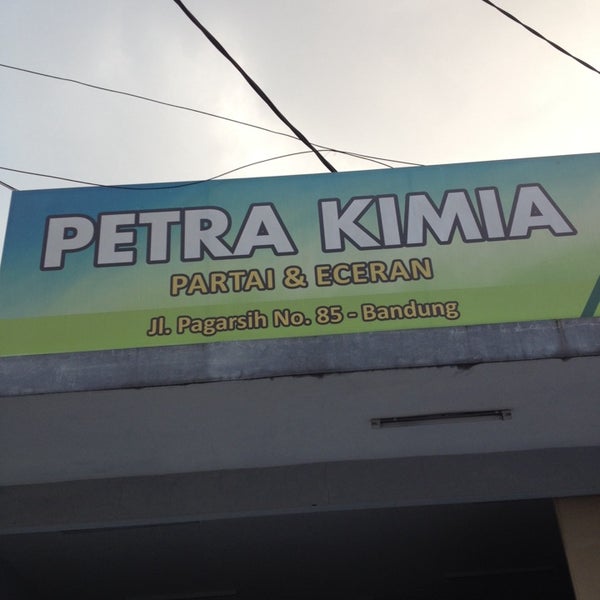 PETRA KIMIA
PARTAI & ECERAN
Jl. Pagarsih No. 85 - Bandung